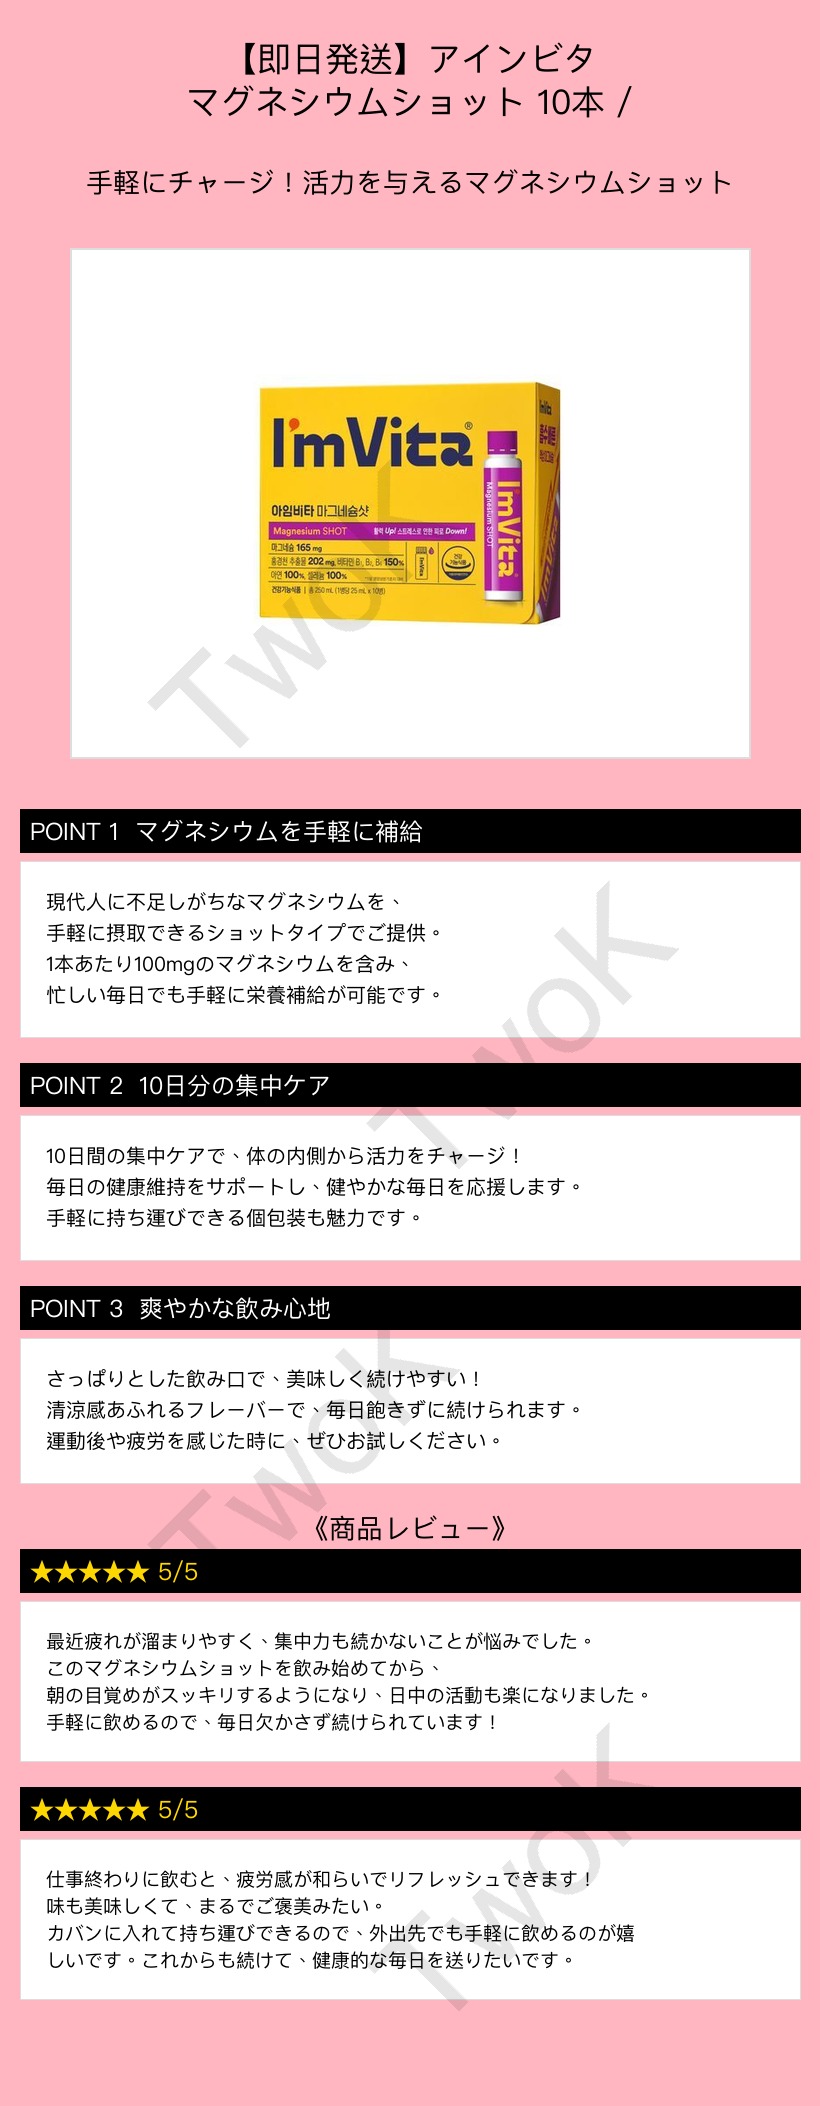 【即日発送】アインビタ
マグネシウムショット 10本 /
手軽にチャージ！活力を与えるマグネシウムショット
I'mVita®
아임비타 마그네슘샷
Magnesium SHOT 활력 Up! 스트레스로 인한 피로 Down!
마그네슘 165 mg
홍경천 추출물 202 mg, 비타민 B₁, B₂, B₆ 150%
아연 100%, 셀레늄 100%
건강기능식품 | 총 250 mL (1병당 25 mL x 10병)
건강
기능식품
I'mVita
Magnesium SHOT
TwoK
POINT 1 マグネシウムを手軽に補給
現代人に不足しがちなマグネシウムを、
手軽に摂取できるショットタイプでご提供。
1本あたり100mgのマグネシウムを含み、
忙しい毎日でも手軽に栄養補給が可能です。
TwoK
POINT 2 10日分の集中ケア
10日間の集中ケアで、体の内側から活力をチャージ！
毎日の健康維持をサポートし、健やかな毎日を応援します。
手軽に持ち運びできる個包装も魅力です。
POINT 3 爽やかな飲み心地
さっぱりとした飲み口で、美味しく続けやすい！
清涼感あふれるフレーバーで、毎日飽きずに続けられます。
運動後や疲労を感じた時に、ぜひお試しください。
TwoK
《商品レビュー》
★★★★★ 5/5
最近疲れが溜まりやすく、集中力も続かないことが悩みでした。
このマグネシウムショットを飲み始めてから、
朝の目覚めがスッキリするようになり、日中の活動も楽になりました。
手軽に飲めるので、毎日欠かさず続けられています！
★★★★★ 5/5
仕事終わりに飲むと、疲労感が和らいでリフレッシュできます！
味も美味しくて、まるでご褒美みたい。
カバンに入れて持ち運びできるので、外出先でも手軽に飲めるのが嬉
しいです。これからも続けて、健康的な毎日を送りたいです。
TwoK